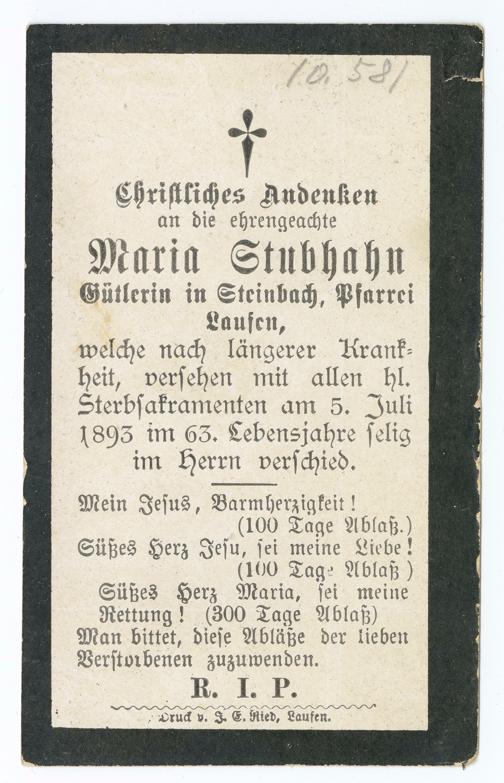 10. 581
Christliches Andenken
an die ehrengeachte
Maria Stubhahn
Gütlerin in Steinbach, Pfarrei
Laufen,
welche nach längerer Krank-
heit, versehen mit allen hl.
Sterbsakramenten am 5. Juli
1893 im 63. Lebensjahre selig
im Herrn verschied.
Mein Jesus, Barmherzigkeit!
(100 Tage Ablaß.)
Süßes Herz Jesu, sei meine Liebe!
(100 Tage Ablaß)
Süßes Herz Maria, sei meine
Rettung! (300 Tage Ablaß)
Man bittet, diese Abläße der lieben
Verstorbenen zuzuwenden.
R. I. P.
Druck v. J. E. Ried, Laufen.